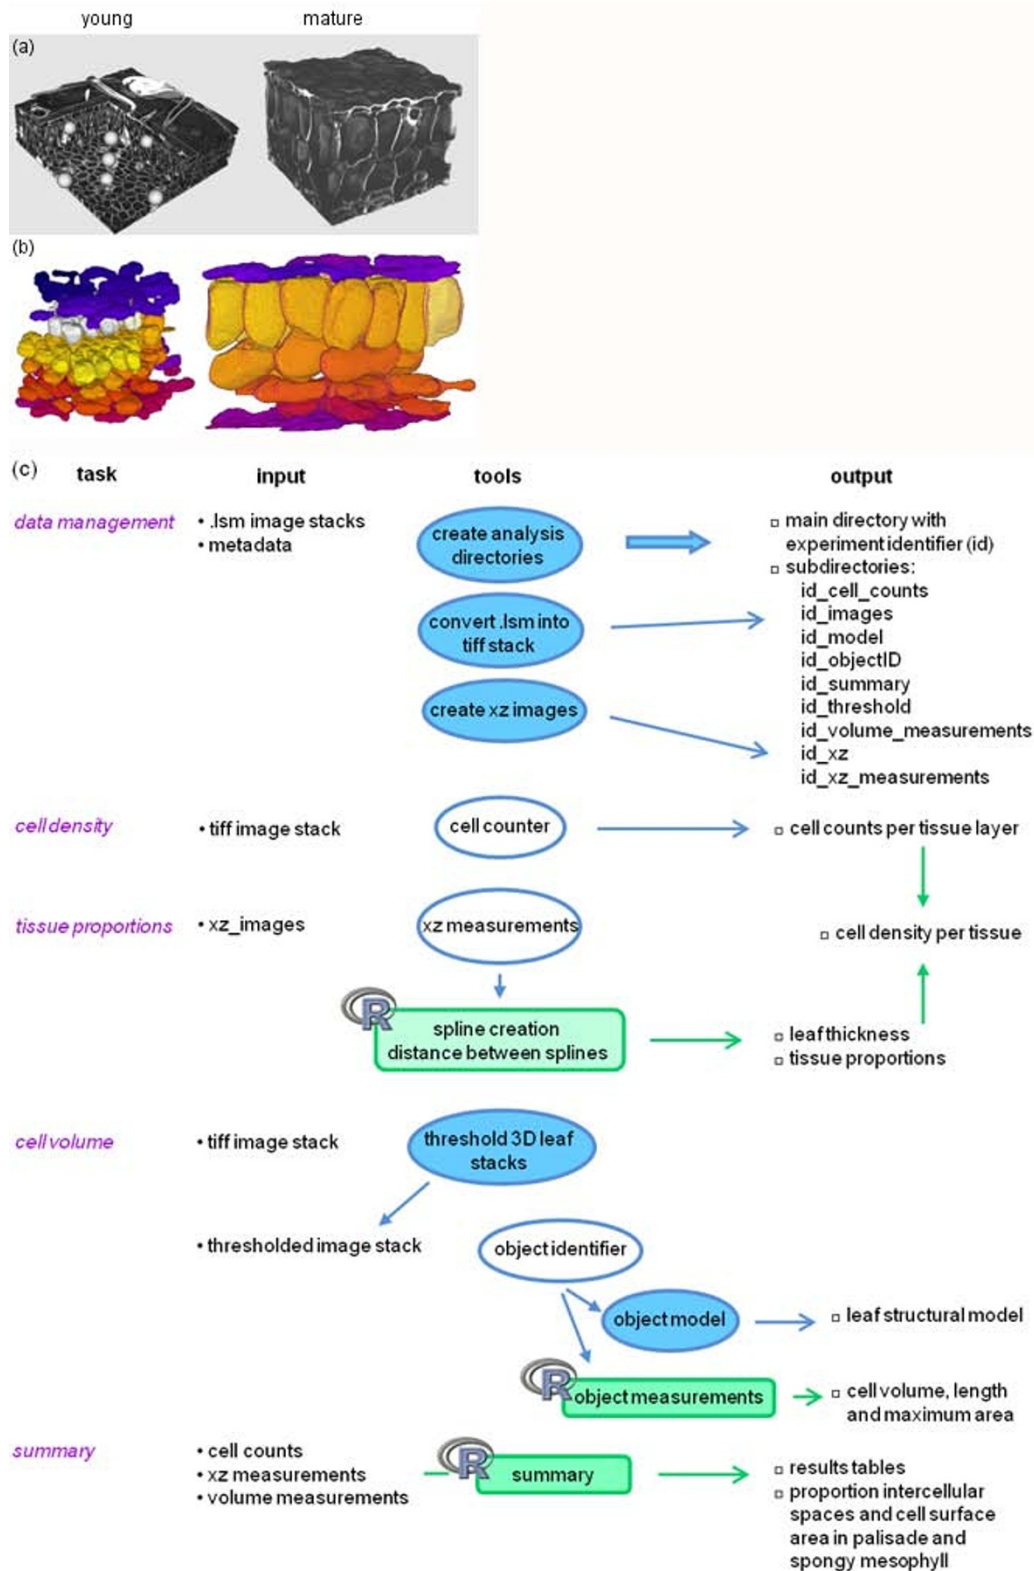 young mature
(a)
(b)
(c) task input tools output
data management
• .lsm image stacks
• metadata
create analysis
directories
□ main directory with
experiment identifier (id)
□ subdirectories:
id_cell_counts
id_images
id_model
id_objectID
id_summary
id_threshold
id_volume_measurements
id_xz
id_xz_measurements
convert .lsm into
tiff stack
create xz images
cell density
• tiff image stack
cell counter
□ cell counts per tissue layer
tissue proportions
• xz_images
xz measurements
□ cell density per tissue
R
spline creation
distance between splines
□ leaf thickness
□ tissue proportions
cell volume
• tiff image stack
threshold 3D leaf
stacks
• thresholded image stack
object identifier
object model
□ leaf structural model
R
object measurements
□ cell volume, length
and maximum area
summary
• cell counts
• xz measurements
• volume measurements
R
summary
□ results tables
□ proportion intercellular
spaces and cell surface
area in palisade and
spongy mesophyll